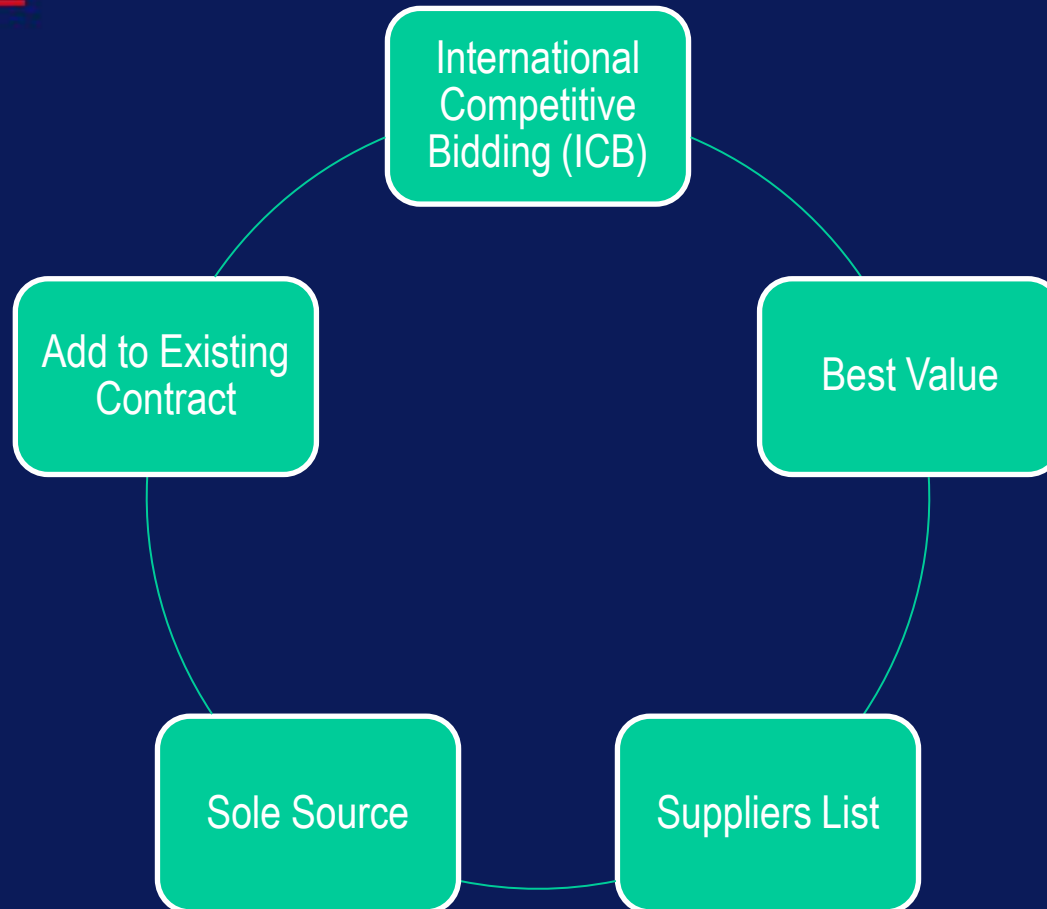 International
Competitive
Bidding (ICB)
Add to Existing
Contract
Best Value
Sole Source
Suppliers List